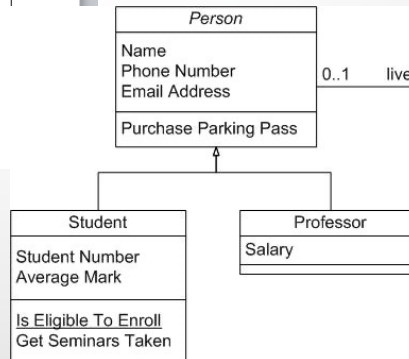 Person
Name
Phone Number
Email Address
0..1 live
Purchase Parking Pass
Student
Student Number
Average Mark
Is Eligible To Enroll
Get Seminars Taken
Professor
Salary